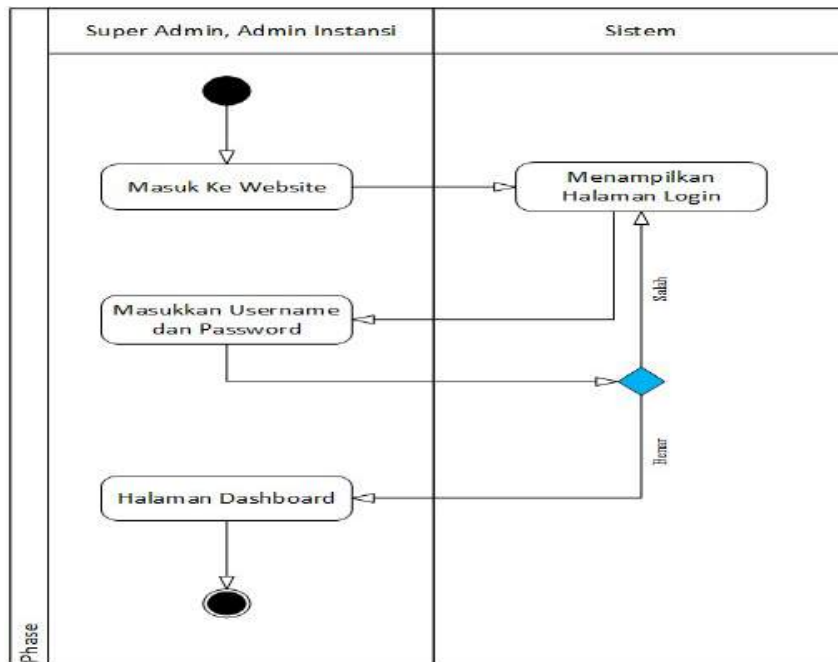 Super Admin, Admin Instansi
Sistem
Masuk Ke Website
Menampilkan
Halaman Login
Masukkan Username
dan Password
Salah
Benar
Halaman Dashboard
Phase